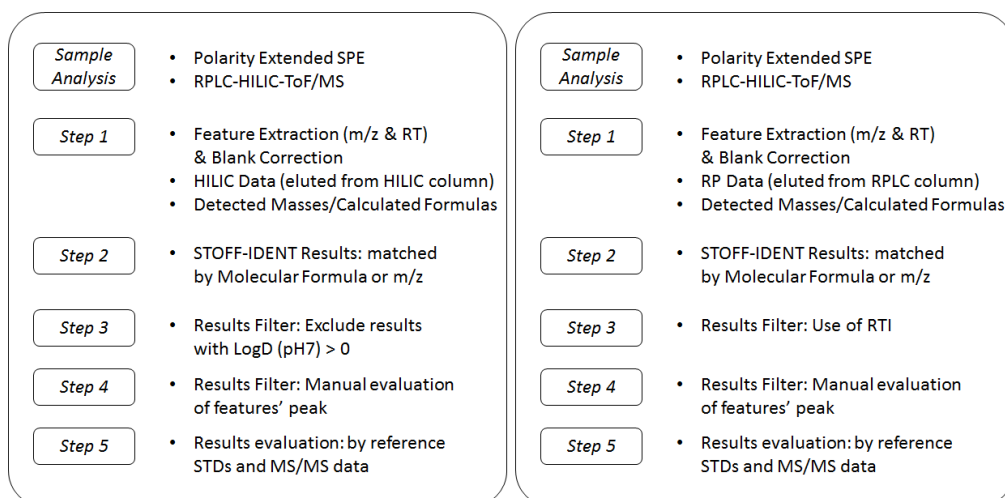 Sample
Analysis
• Polarity Extended SPE
• RPLC-HILIC-ToF/MS
Step 1
• Feature Extraction (m/z & RT)
& Blank Correction
• HILIC Data (eluted from HILIC column)
• Detected Masses/Calculated Formulas
Step 2
• STOFF-IDENT Results: matched
by Molecular Formula or m/z
Step 3
• Results Filter: Exclude results
with LogD (pH7) > 0
Step 4
• Results Filter: Manual evaluation
of features’ peak
Step 5
• Results evaluation: by reference
STDs and MS/MS data
Sample
Analysis
• Polarity Extended SPE
• RPLC-HILIC-ToF/MS
Step 1
• Feature Extraction (m/z & RT)
& Blank Correction
• RP Data (eluted from RPLC column)
• Detected Masses/Calculated Formulas
Step 2
• STOFF-IDENT Results: matched
by Molecular Formula or m/z
Step 3
• Results Filter: Use of RTI
Step 4
• Results Filter: Manual evaluation
of features’ peak
Step 5
• Results evaluation: by reference
STDs and MS/MS data